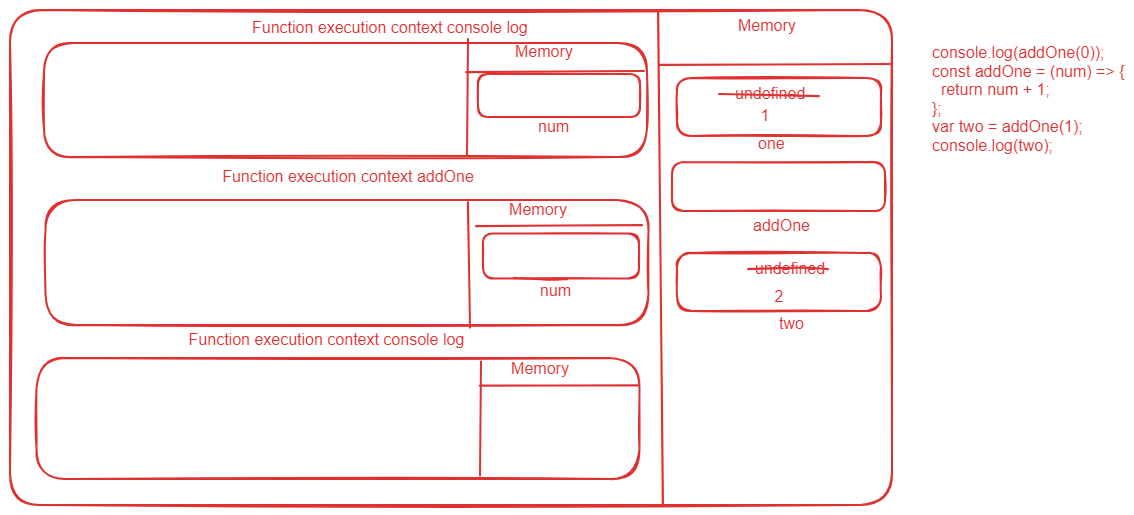 Function execution context console log
Memory
num
Function execution context addOne
Memory
num
Function execution context console log
Memory
Memory
undefined
1
one
addOne
undefined
2
two
console.log(addOne(0));
const addOne = (num) => {
  return num + 1;
};
var two = addOne(1);
console.log(two);